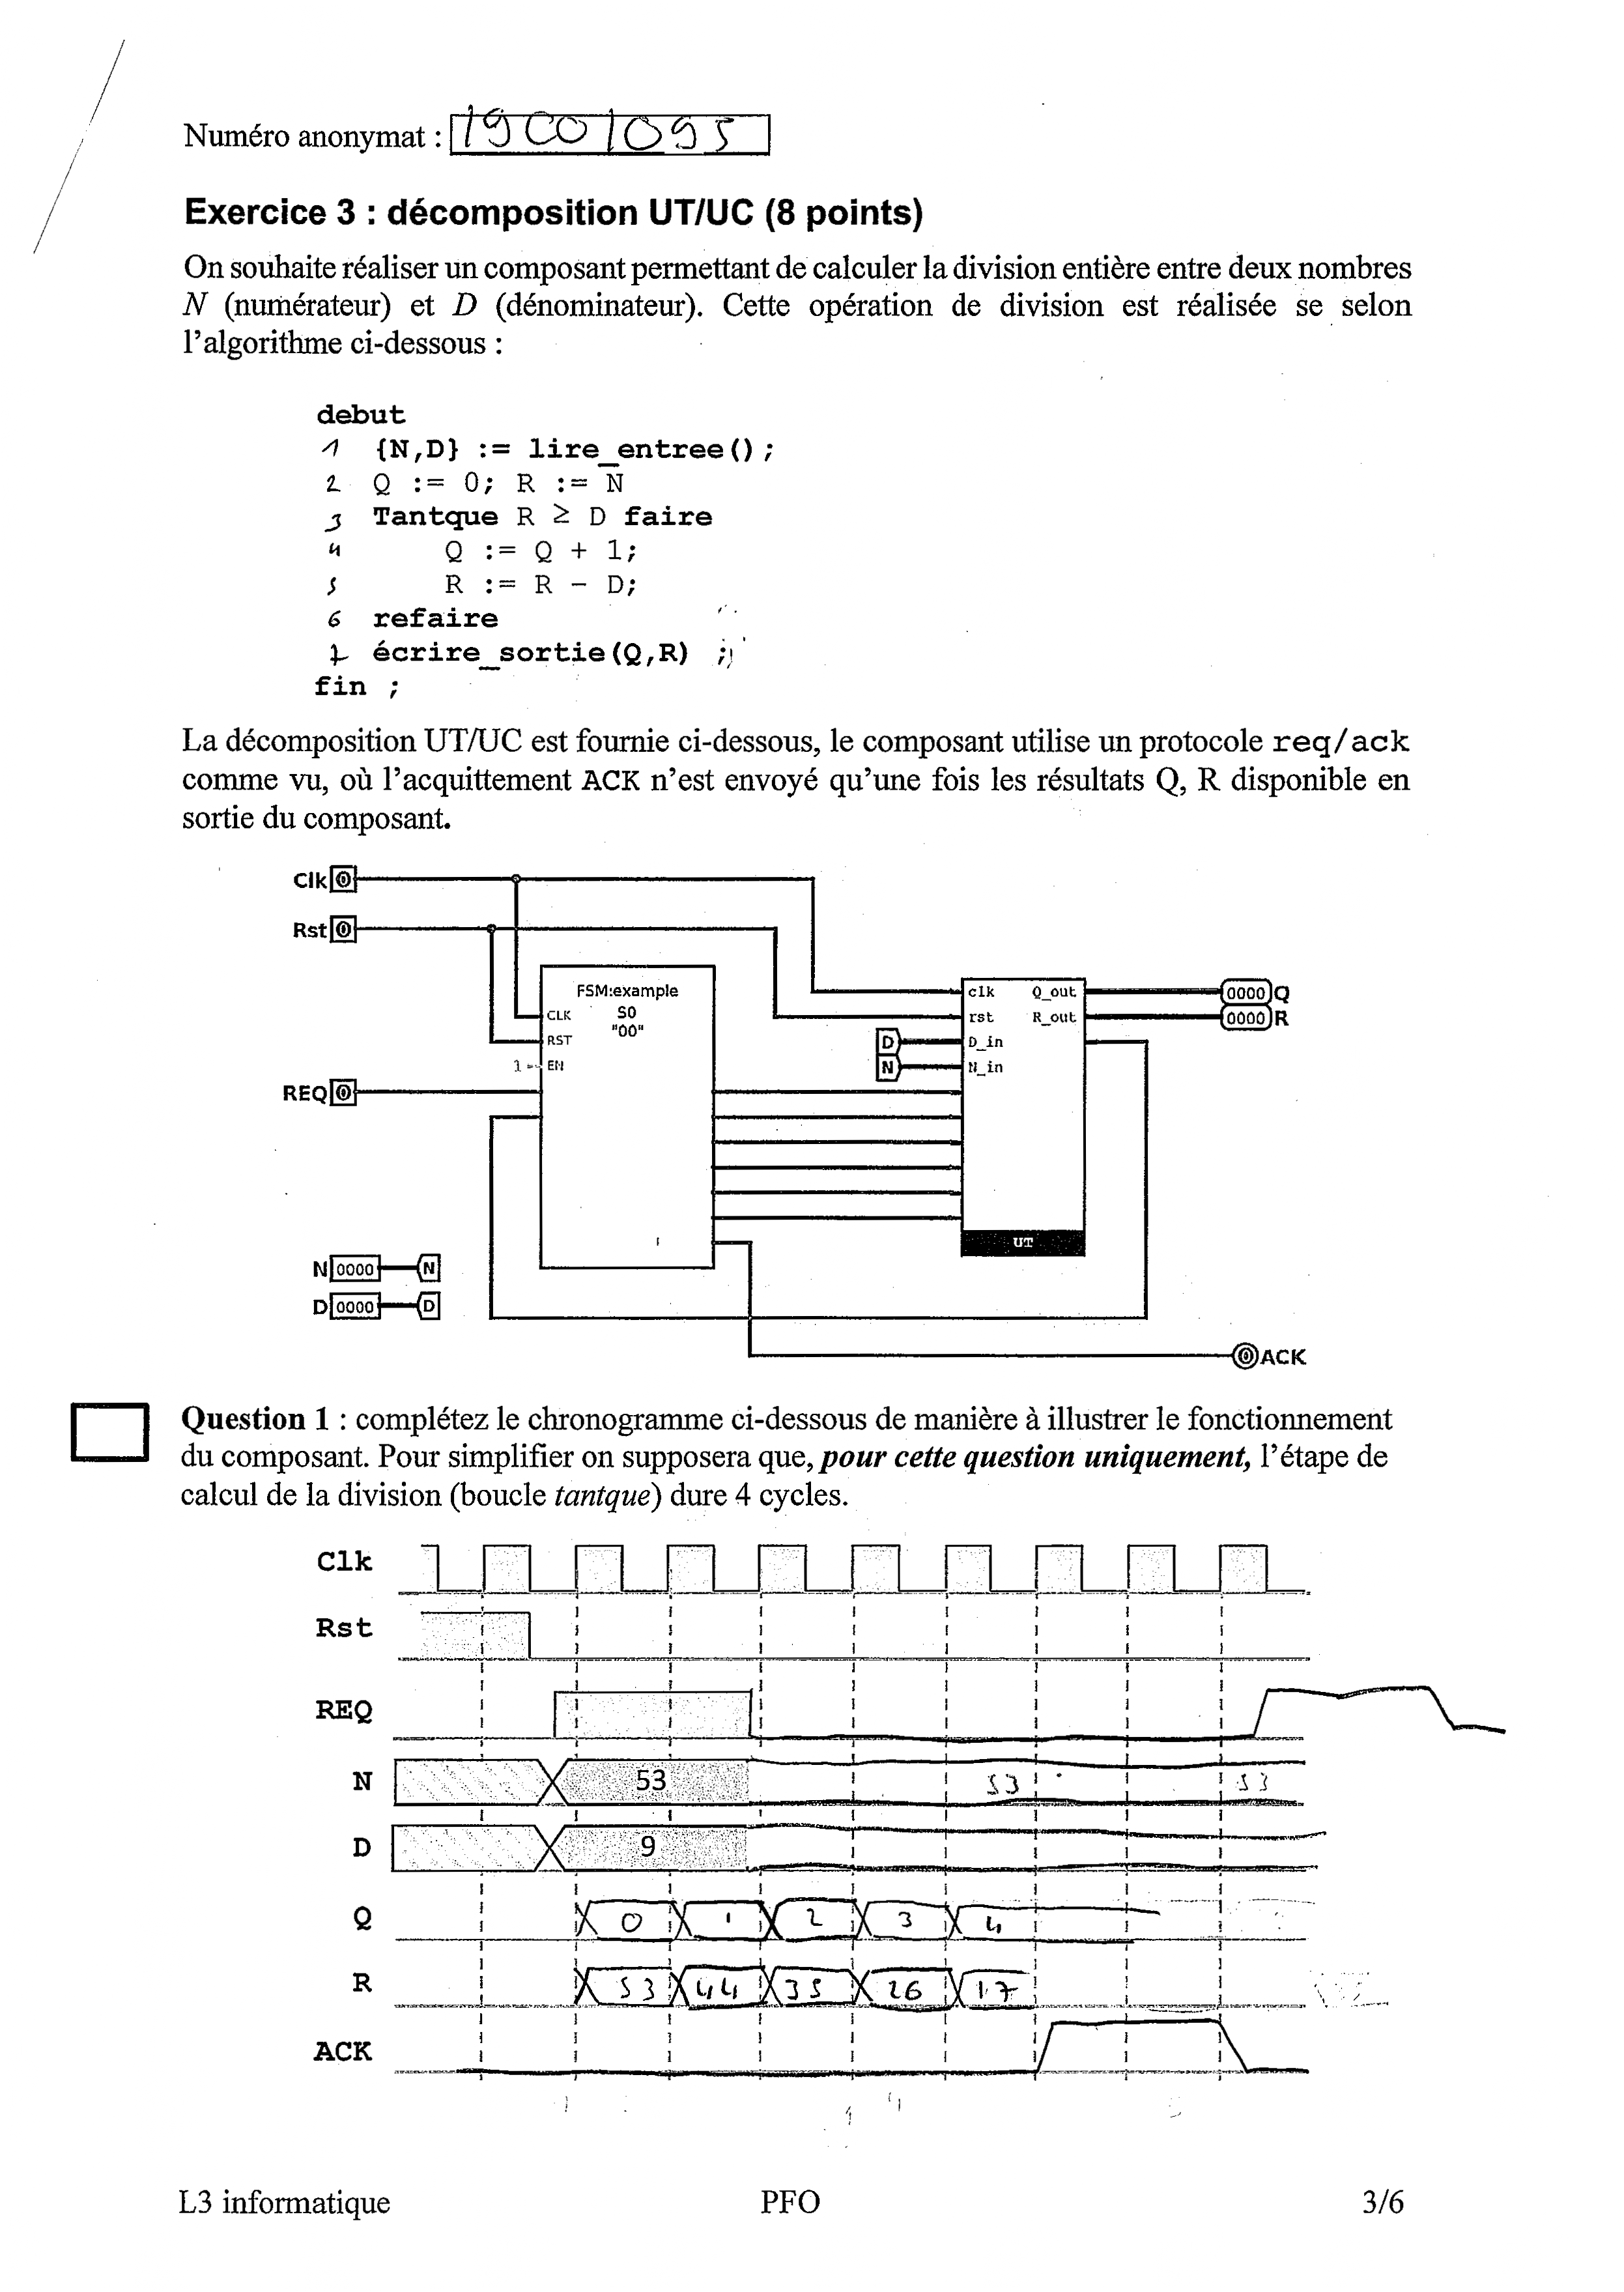 Numéro anonymat : 19001095
Exercice 3 : décomposition UT/UC (8 points)
On souhaite réaliser un composant permettant de calculer la division entière entre deux nombres
N (numérateur) et D (dénominateur). Cette opération de division est réalisée se selon
l'algorithme ci-dessous :
debut
1 {N,D} := lire_entree();
2 Q := 0; R := N
3 Tantque R ≥ D faire
4 Q := Q + 1;
5 R := R - D;
6 refaire
7 écrire_sortie(Q,R) ;
fin ;
La décomposition UT/UC est fournie ci-dessous, le composant utilise un protocole req/ack
comme vu, où l'acquittement ACK n'est envoyé qu'une fois les résultats Q, R disponible en
sortie du composant.
Clk 0
Rst 0
FSM:example
S0
"00"
CLK
RST
1 EN
REQ 0
clk Q_out 0000 Q
rst R_out 0000 R
D D_in
N N_in
UT
N 0000 N
D 0000 D
0 ACK
Question 1 : complétez le chronogramme ci-dessous de manière à illustrer le fonctionnement
du composant. Pour simplifier on supposera que, pour cette question uniquement, l'étape de
calcul de la division (boucle tantque) dure 4 cycles.
Clk
Rst
REQ
N 53 53 53
D 9
Q 0 1 2 3 4
R 53 44 35 26 17
ACK
L3 informatique PFO 3/6